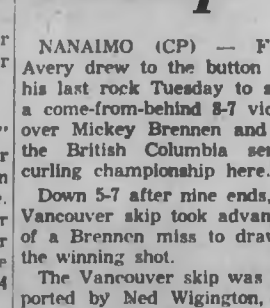 NANAIMO (CP) — F
Avery drew to the button
his last rock Tuesday to s
a come-from-behind 8-7 vic
over Mickey Brennen and
the British Columbia sen
curling championship here.
Down 5-7 after nine ends,
Vancouver skip took advan
of a Brennen miss to draw
the winning shot.
The Vancouver skip was
ported by Ned Wigington,